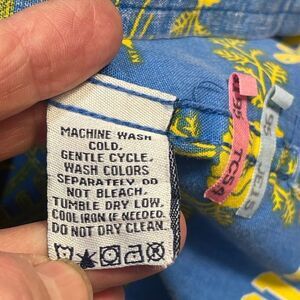 MACHINE WASH
COLD.
GENTLE CYCLE.
WASH COLORS
SEPARATELY. DO
NOT BLEACH.
TUMBLE DRY LOW.
COOL IRON IF NEEDED.
DO NOT DRY CLEAN.